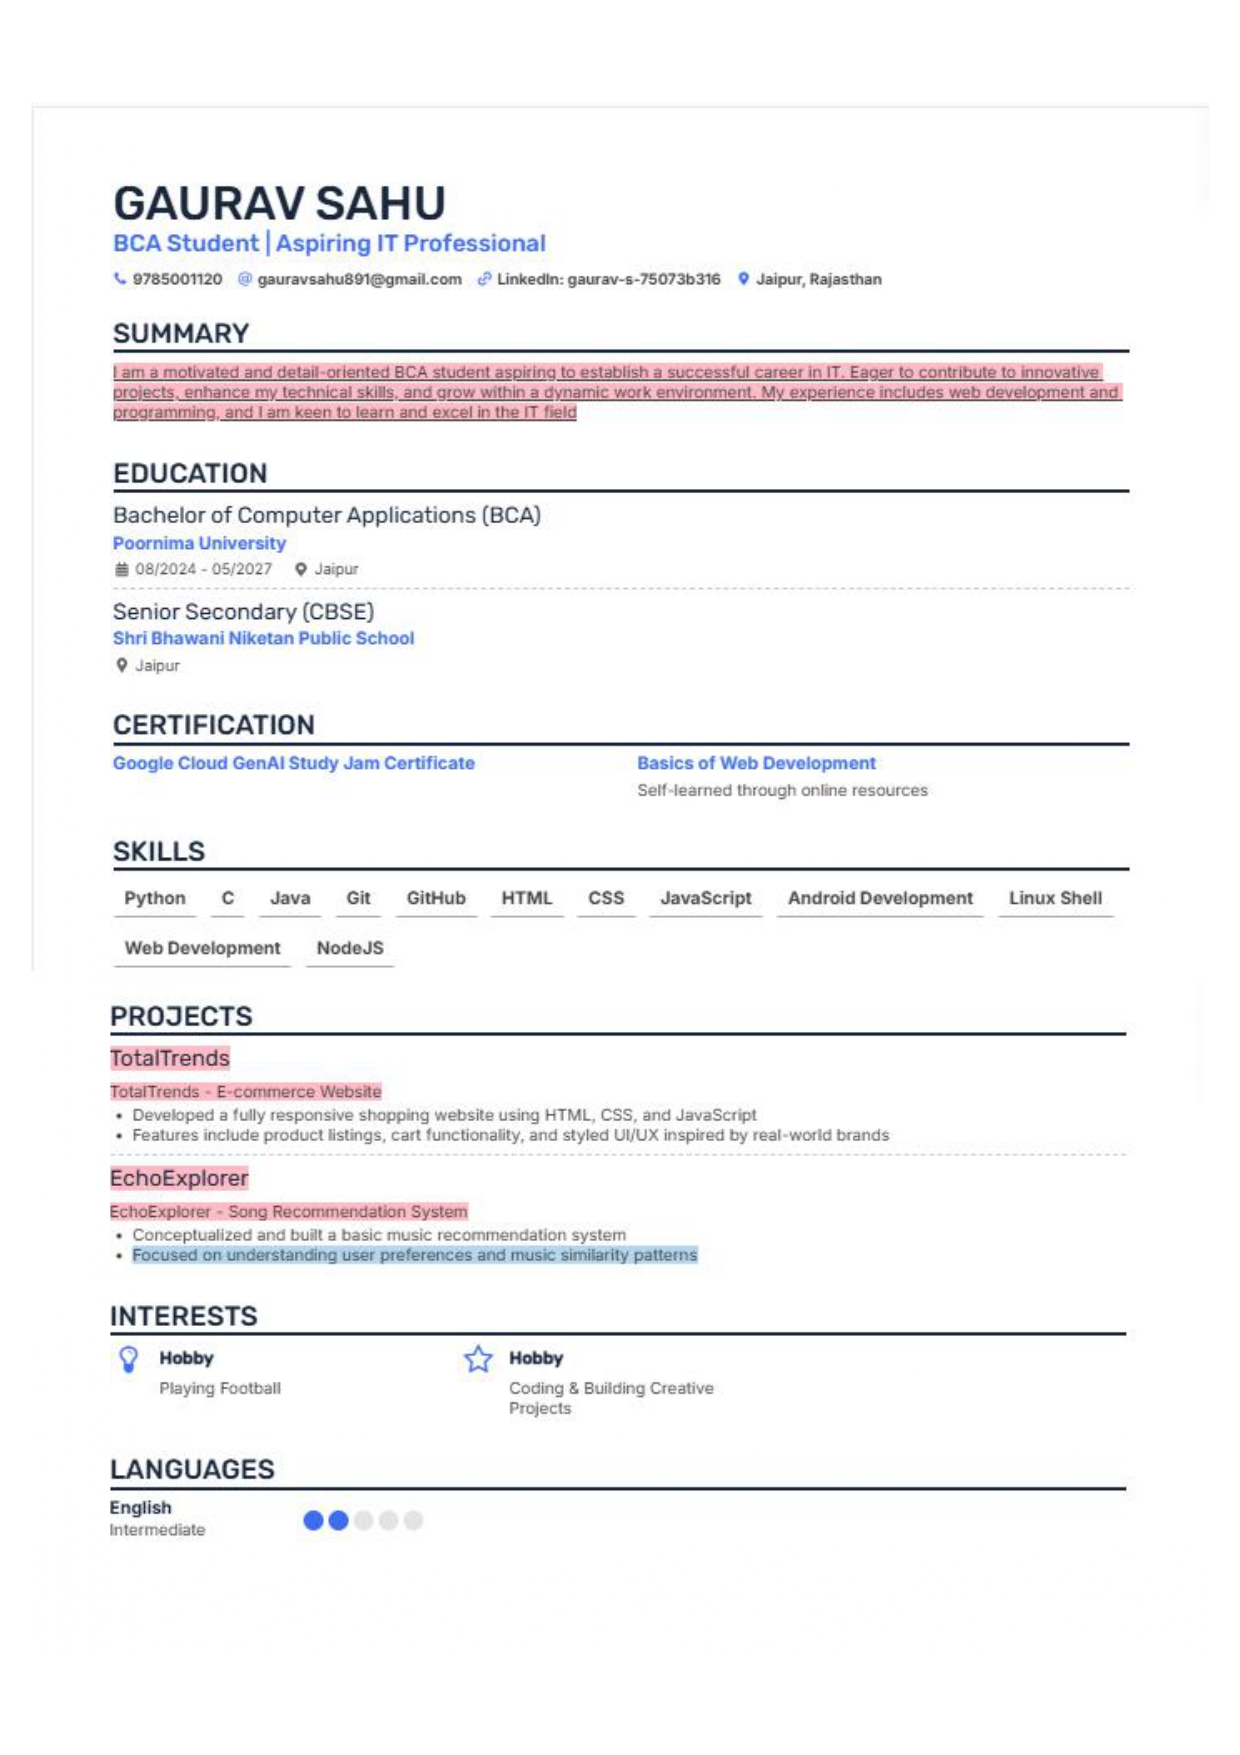 GAURAV SAHU
BCA Student | Aspiring IT Professional
9785001120 @ gauravsahu891@gmail.com LinkedIn: gaurav-s-75073b316 Jaipur, Rajasthan
SUMMARY
I am a motivated and detail-oriented BCA student aspiring to establish a successful career in IT. Eager to contribute to innovative
projects, enhance my technical skills, and grow within a dynamic work environment. My experience includes web development and
programming, and I am keen to learn and excel in the IT field
EDUCATION
Bachelor of Computer Applications (BCA)
Poornima University
08/2024 - 05/2027 Jaipur
Senior Secondary (CBSE)
Shri Bhawani Niketan Public School
Jaipur
CERTIFICATION
Google Cloud GenAI Study Jam Certificate
Basics of Web Development
Self-learned through online resources
SKILLS
Python C Java Git GitHub HTML CSS JavaScript Android Development Linux Shell
Web Development NodeJS
PROJECTS
TotalTrends
TotalTrends - E-commerce Website
• Developed a fully responsive shopping website using HTML, CSS, and JavaScript
• Features include product listings, cart functionality, and styled UI/UX inspired by real-world brands
EchoExplorer
EchoExplorer - Song Recommendation System
• Conceptualized and built a basic music recommendation system
• Focused on understanding user preferences and music similarity patterns
INTERESTS
Hobby
Playing Football
Hobby
Coding & Building Creative
Projects
LANGUAGES
English
Intermediate